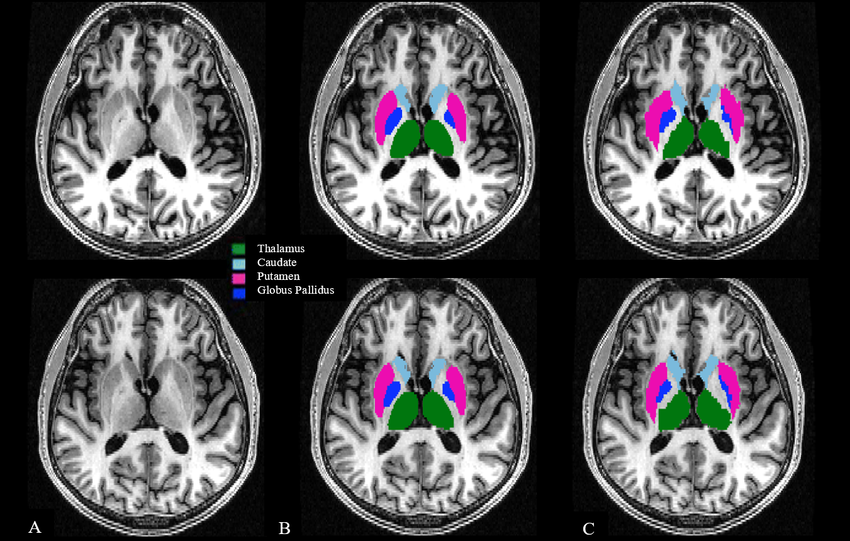 Thalamus
Caudate
Putamen
Globus Pallidus
A
B
C